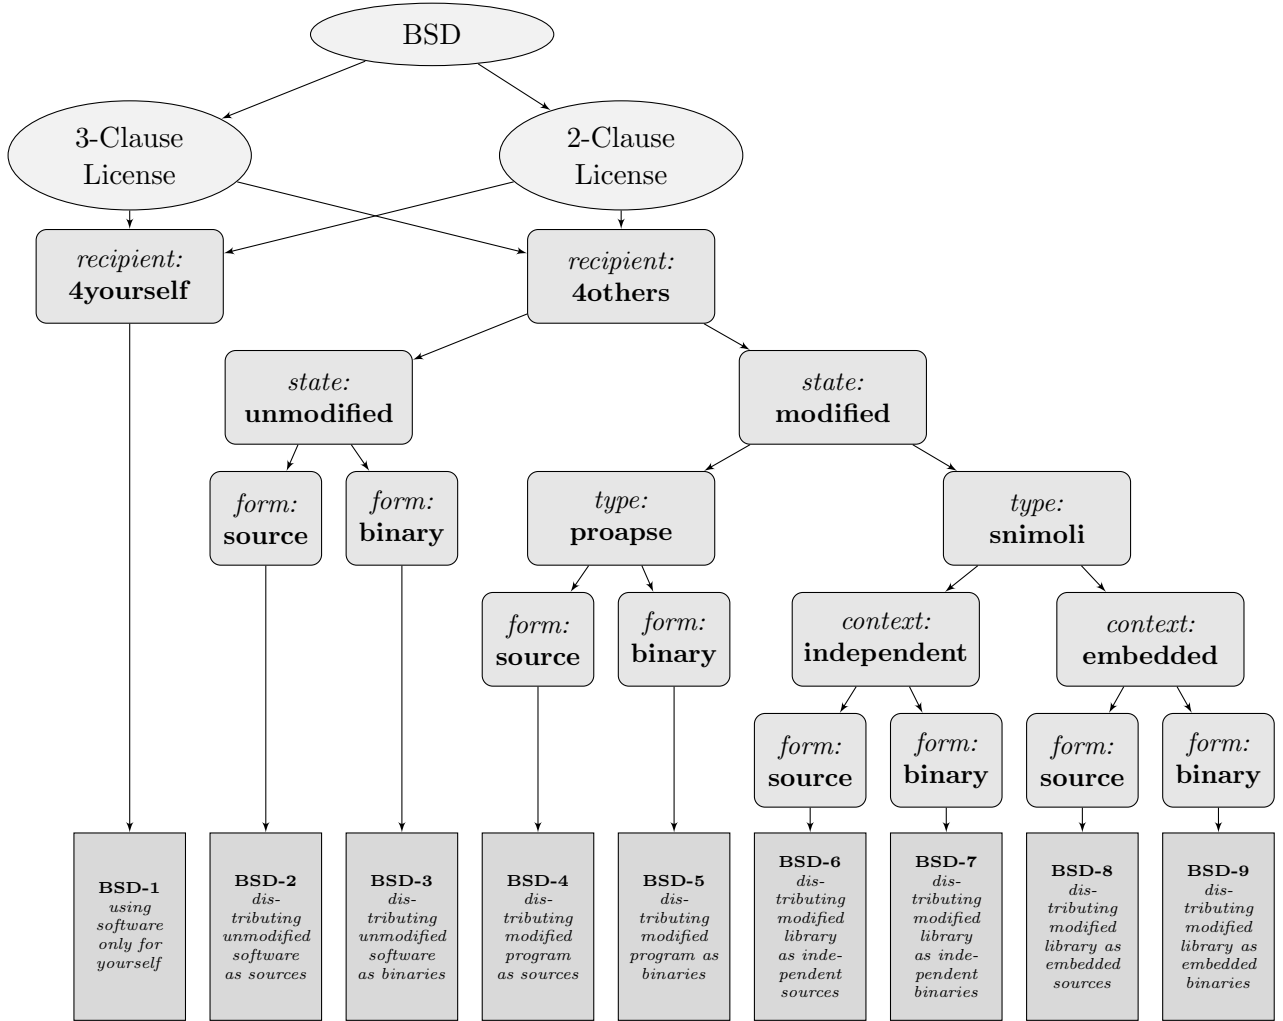 BSD
3-Clause
License
2-Clause
License
recipient:
4yourself
recipient:
4others
state:
unmodified
state:
modified
form:
source
form:
binary
type:
proapse
type:
snimoli
form:
source
form:
binary
context:
independent
context:
embedded
form:
source
form:
binary
form:
source
form:
binary
BSD-1
using
software
only for
yourself
BSD-2
dis-
tributing
unmodified
software
as sources
BSD-3
dis-
tributing
unmodified
software
as binaries
BSD-4
dis-
tributing
modified
program
as sources
BSD-5
dis-
tributing
modified
program as
binaries
BSD-6
dis-
tributing
modified
library
as inde-
pendent
sources
BSD-7
dis-
tributing
modified
library
as inde-
pendent
binaries
BSD-8
dis-
tributing
modified
library as
embedded
sources
BSD-9
dis-
tributing
modified
library as
embedded
binaries